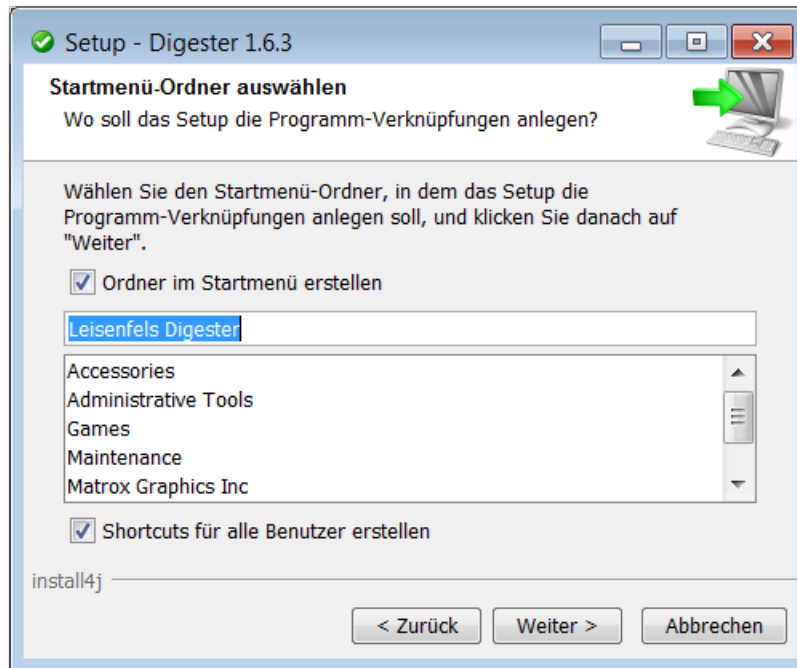 Setup - Digester 1.6.3
Startmenü-Ordner auswählen
Wo soll das Setup die Programm-Verknüpfungen anlegen?
Wählen Sie den Startmenü-Ordner, in dem das Setup die
Programm-Verknüpfungen anlegen soll, und klicken Sie danach auf
"Weiter".
Ordner im Startmenü erstellen
Leisenfels Digester
Accessories
Administrative Tools
Games
Maintenance
Matrox Graphics Inc
Shortcuts für alle Benutzer erstellen
install4j
< Zurück Weiter > Abbrechen